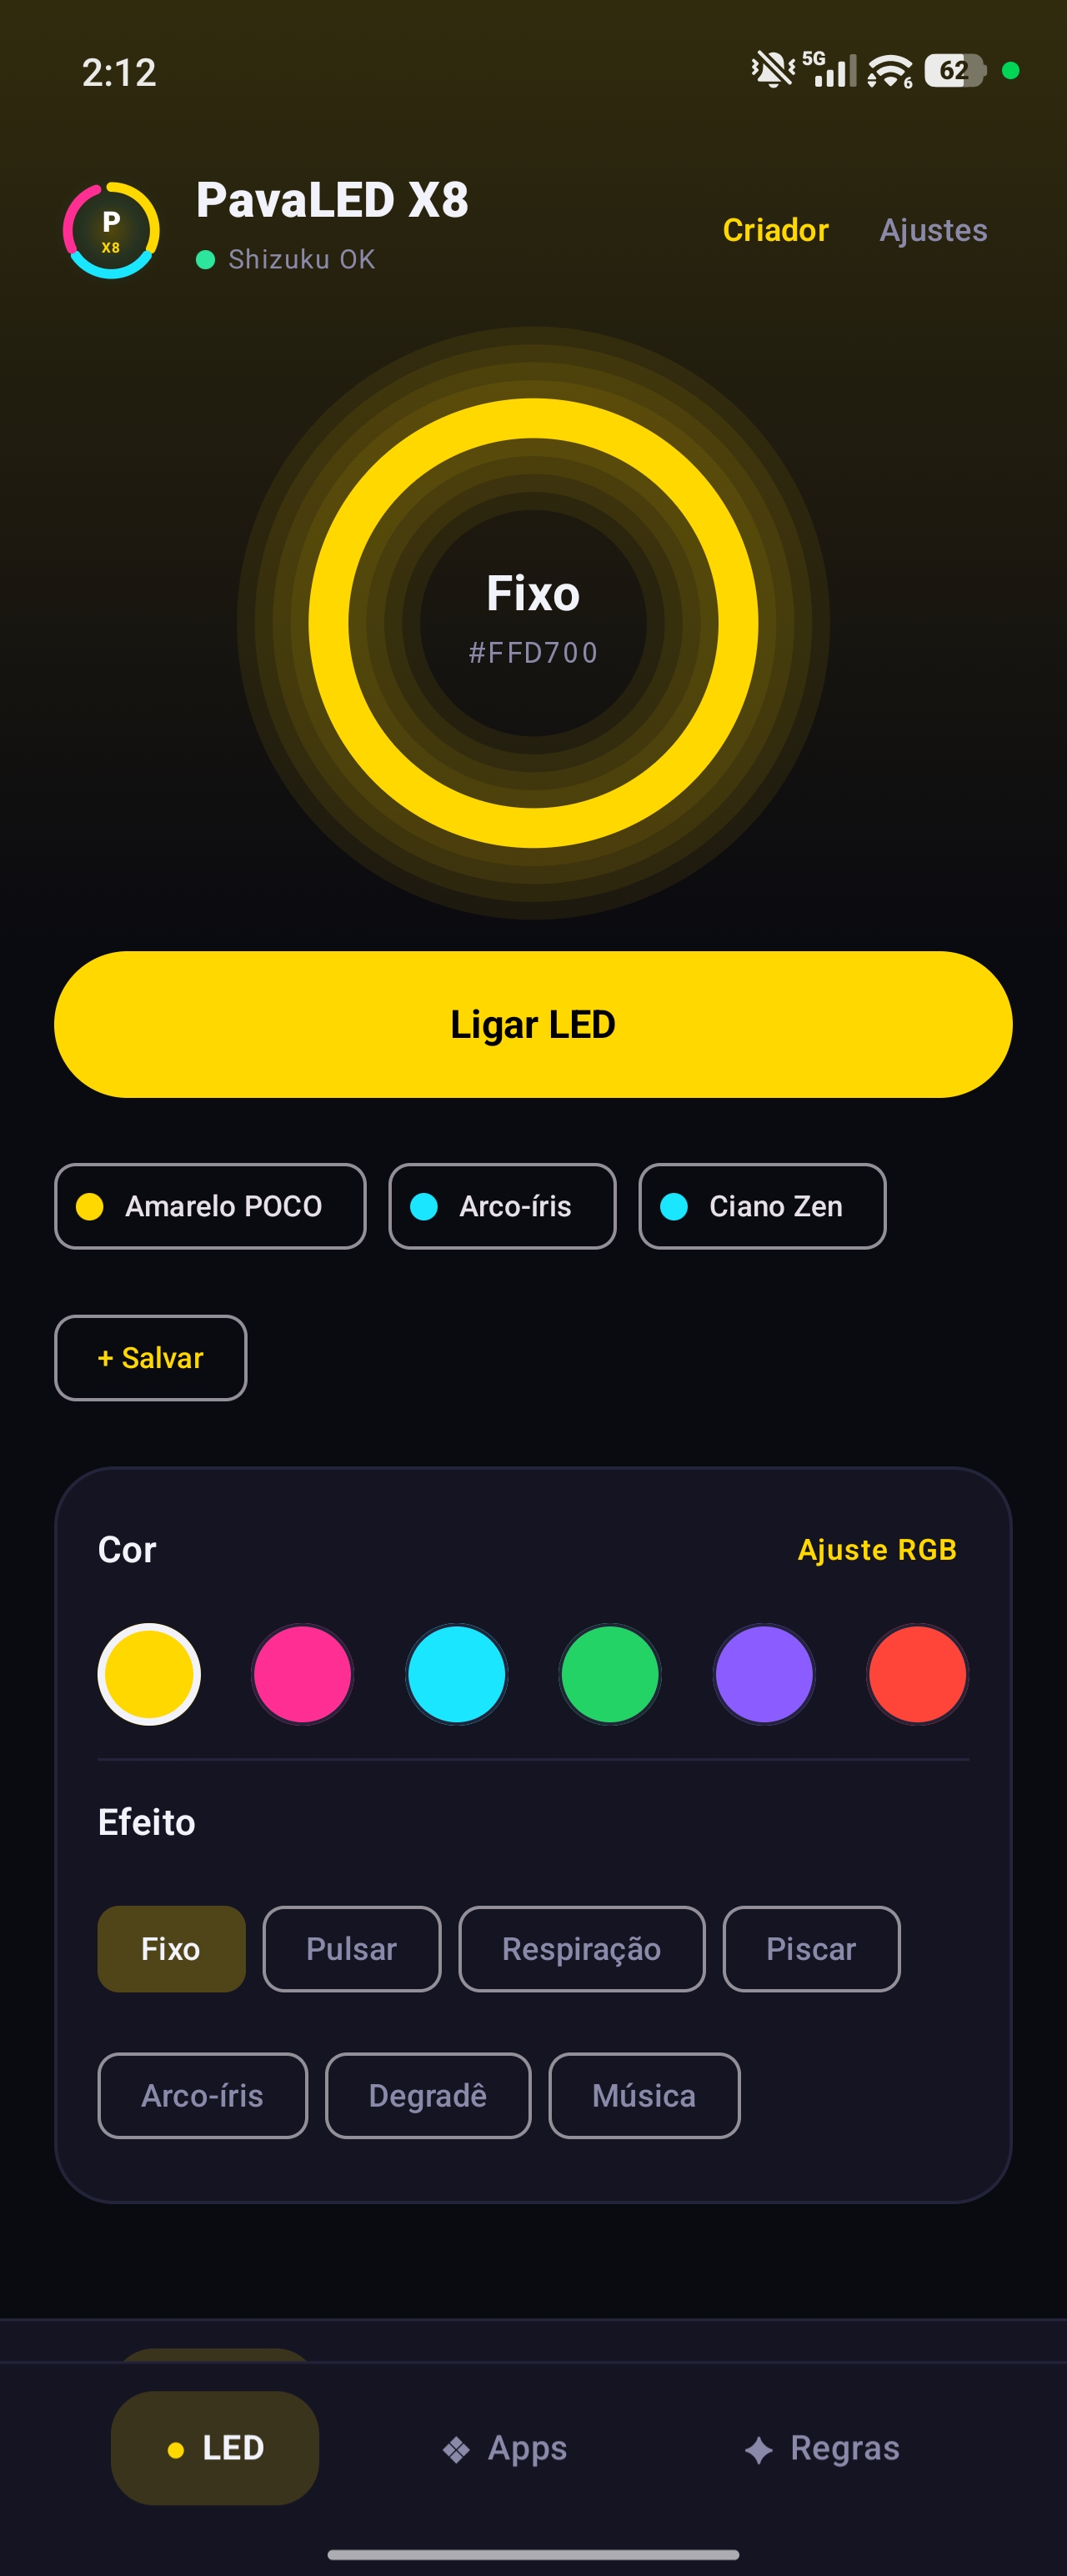 2:12 5G 6 62
P
X8
PavaLED X8
Shizuku OK
Criador Ajustes
Fixo
#FFD700
Ligar LED
Amarelo POCO Arco-íris Ciano Zen
+ Salvar
Cor Ajuste RGB
Efeito
Fixo Pulsar Respiração Piscar
Arco-íris Degradê Música
LED Apps Regras